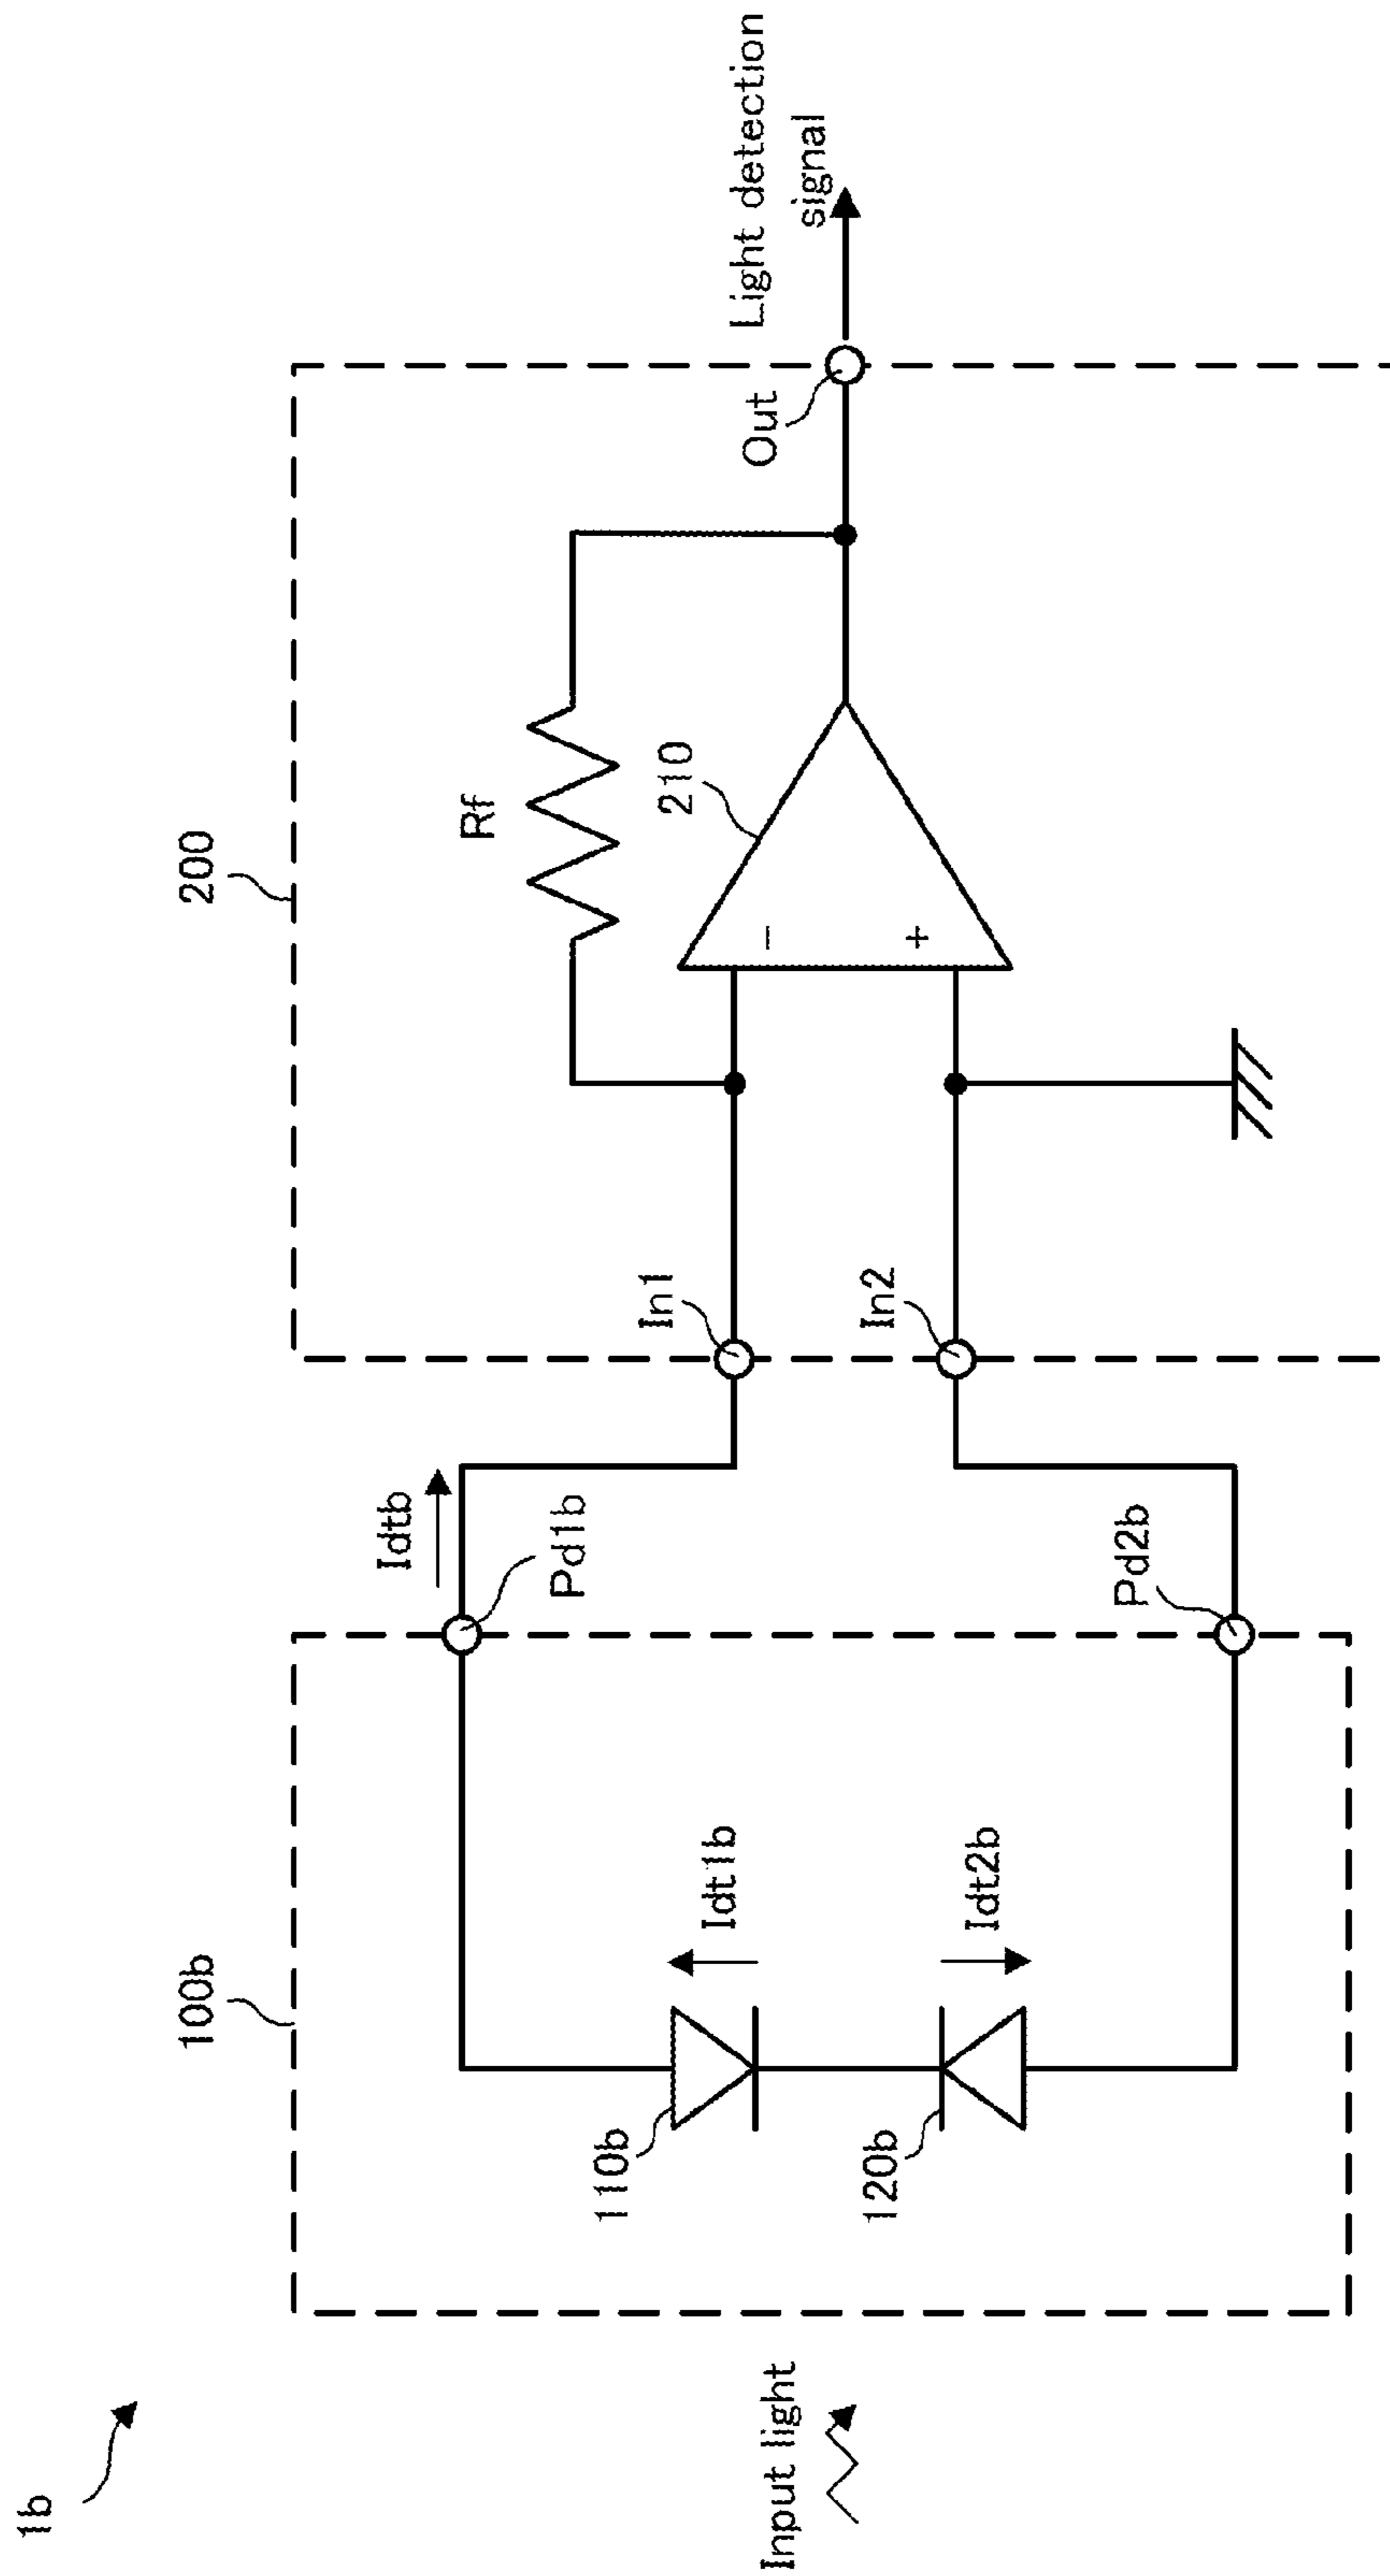 1b
100b
200
Idtb
Pd1b
Rf
210
In1
−
Light detection
signal
Out
Idt1b
110b
Input light
Idt2b
120b
In2
+
Pd2b